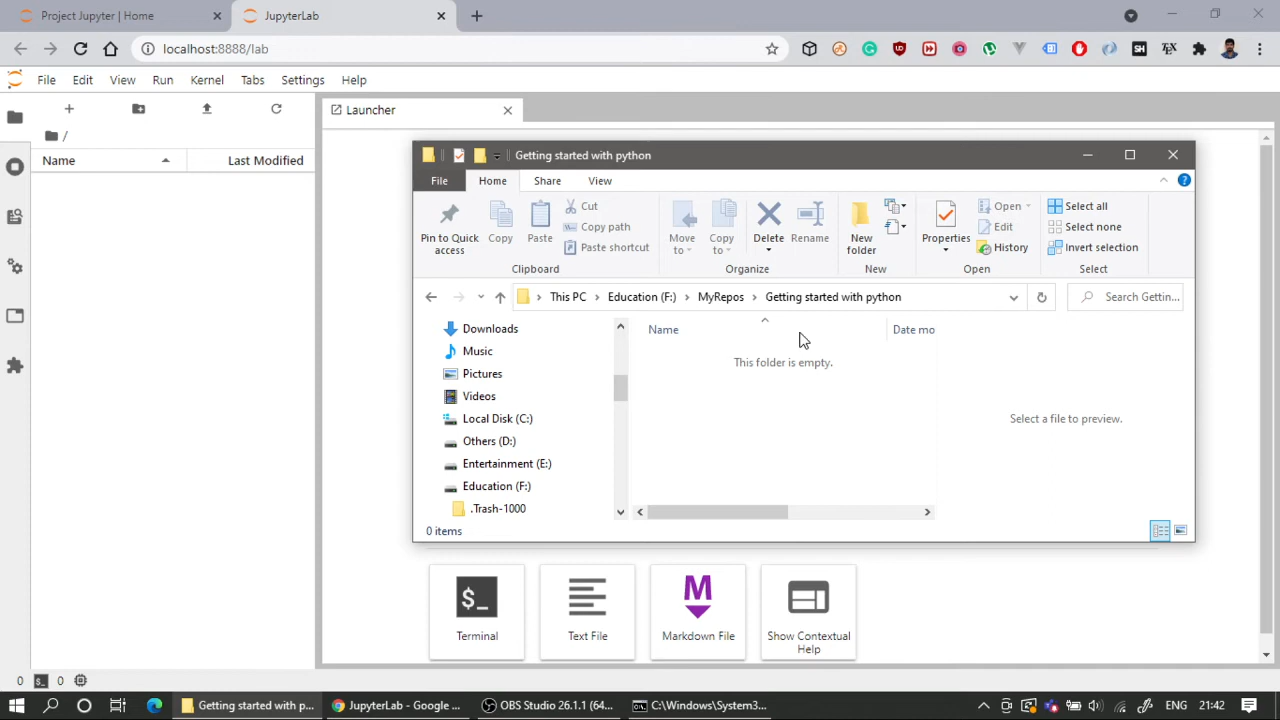 Project Jupyter | Home
JupyterLab
localhost:8888/lab
File Edit View Run Kernel Tabs Settings Help
/
Name Last Modified
Launcher
Getting started with python
File Home Share View
Pin to Quick access
Copy
Paste
Cut
Copy path
Paste shortcut
Clipboard
Move to
Copy to
Delete
Rename
Organize
New folder
New
Properties
Open
Edit
History
Open
Select all
Select none
Invert selection
Select
This PC Education (F:) MyRepos Getting started with python
Search Gettin...
Downloads
Music
Pictures
Videos
Local Disk (C:)
Others (D:)
Entertainment (E:)
Education (F:)
.Trash-1000
Name Date mo
This folder is empty.
Select a file to preview.
0 items
$_
Terminal
Text File
M
Markdown File
Show Contextual Help
0 $_ 0
Getting started with p...
JupyterLab - Google ...
OBS Studio 26.1.1 (64...
C:\Windows\System3...
ENG 21:42